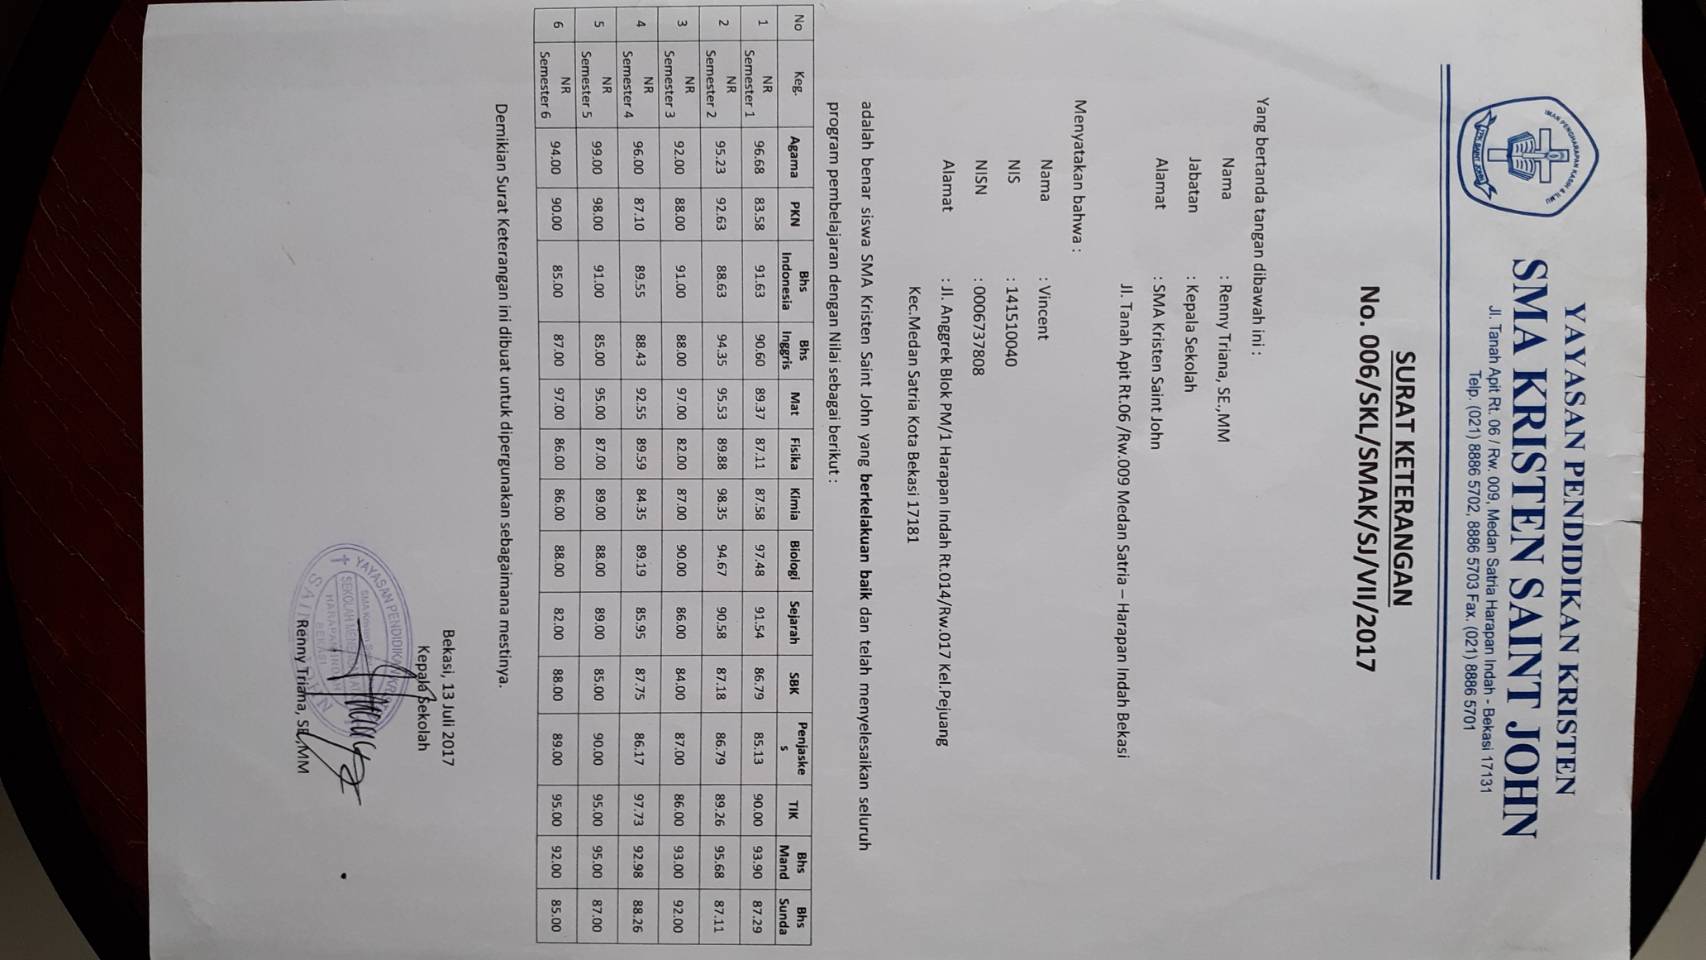 IMAN PENGHARAPAN KASIH & ILMU
YPK SAINT JOHN
YAYASAN PENDIDIKAN KRISTEN
SMA KRISTEN SAINT JOHN
Jl. Tanah Apit Rt. 06 / Rw. 009, Medan Satria Harapan Indah - Bekasi 17131
Telp. (021) 8886 5702, 8886 5703 Fax. (021) 8886 5701
SURAT KETERANGAN
No. 006/SKL/SMAK/SJ/VII/2017
Yang bertanda tangan dibawah ini :
Nama : Renny Triana, SE.,MM
Jabatan : Kepala Sekolah
Alamat : SMA Kristen Saint John
Jl. Tanah Apit Rt.06 /Rw.009 Medan Satria – Harapan Indah Bekasi
Menyatakan bahwa :
Nama : Vincent
NIS : 141510040
NISN : 0006737808
Alamat : Jl. Anggrek Blok PM/1 Harapan Indah Rt.014/Rw.017 Kel.Pejuang
Kec.Medan Satria Kota Bekasi 17181
adalah benar siswa SMA Kristen Saint John yang berkelakuan baik dan telah menyelesaikan seluruh
program pembelajaran dengan Nilai sebagai berikut :
No Keg. Agama PKN Bhs Indonesia Bhs Inggris Mat Fisika Kimia Biologi Sejarah SBK Penjaskes TIK Bhs Mand Bhs Sunda
1 NR Semester 1 96.68 83.58 91.63 90.60 89.37 87.11 87.58 97.48 91.54 86.79 85.13 90.00 93.90 87.29
2 NR Semester 2 95.23 92.63 88.63 94.35 95.53 89.88 98.35 94.67 90.58 87.18 86.79 89.26 95.68 87.11
3 NR Semester 3 92.00 88.00 91.00 88.00 97.00 82.00 87.00 90.00 86.00 84.00 87.00 86.00 93.00 92.00
4 NR Semester 4 96.00 87.10 89.55 88.43 92.55 89.59 84.35 89.19 85.95 87.75 86.17 97.73 92.98 88.26
5 NR Semester 5 99.00 98.00 91.00 85.00 95.00 87.00 89.00 88.00 89.00 85.00 90.00 95.00 95.00 87.00
6 NR Semester 6 94.00 90.00 85.00 87.00 97.00 86.00 86.00 88.00 82.00 88.00 89.00 95.00 92.00 85.00
Demikian Surat Keterangan ini dibuat untuk dipergunakan sebagaimana mestinya.
Bekasi, 13 Juli 2017
Kepala Sekolah
YAYASAN PENDIDIKAN
SMA Kristen
SEKOLAH
HARAPAN INDAH
BEKASI
Renny Triana, SE.,MM